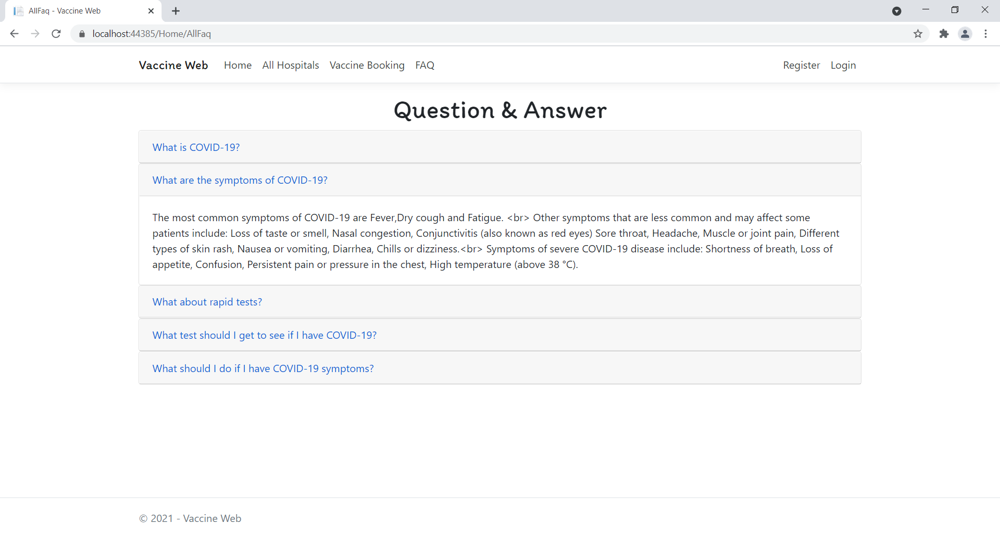 AllFaq - Vaccine Web
localhost:44385/Home/AllFaq
Vaccine Web Home All Hospitals Vaccine Booking FAQ Register Login
Question & Answer
What is COVID-19?
What are the symptoms of COVID-19?
The most common symptoms of COVID-19 are Fever,Dry cough and Fatigue. <br> Other symptoms that are less common and may affect some
patients include: Loss of taste or smell, Nasal congestion, Conjunctivitis (also known as red eyes) Sore throat, Headache, Muscle or joint pain, Different
types of skin rash, Nausea or vomiting, Diarrhea, Chills or dizziness.<br> Symptoms of severe COVID-19 disease include: Shortness of breath, Loss of
appetite, Confusion, Persistent pain or pressure in the chest, High temperature (above 38 °C).
What about rapid tests?
What test should I get to see if I have COVID-19?
What should I do if I have COVID-19 symptoms?
© 2021 - Vaccine Web